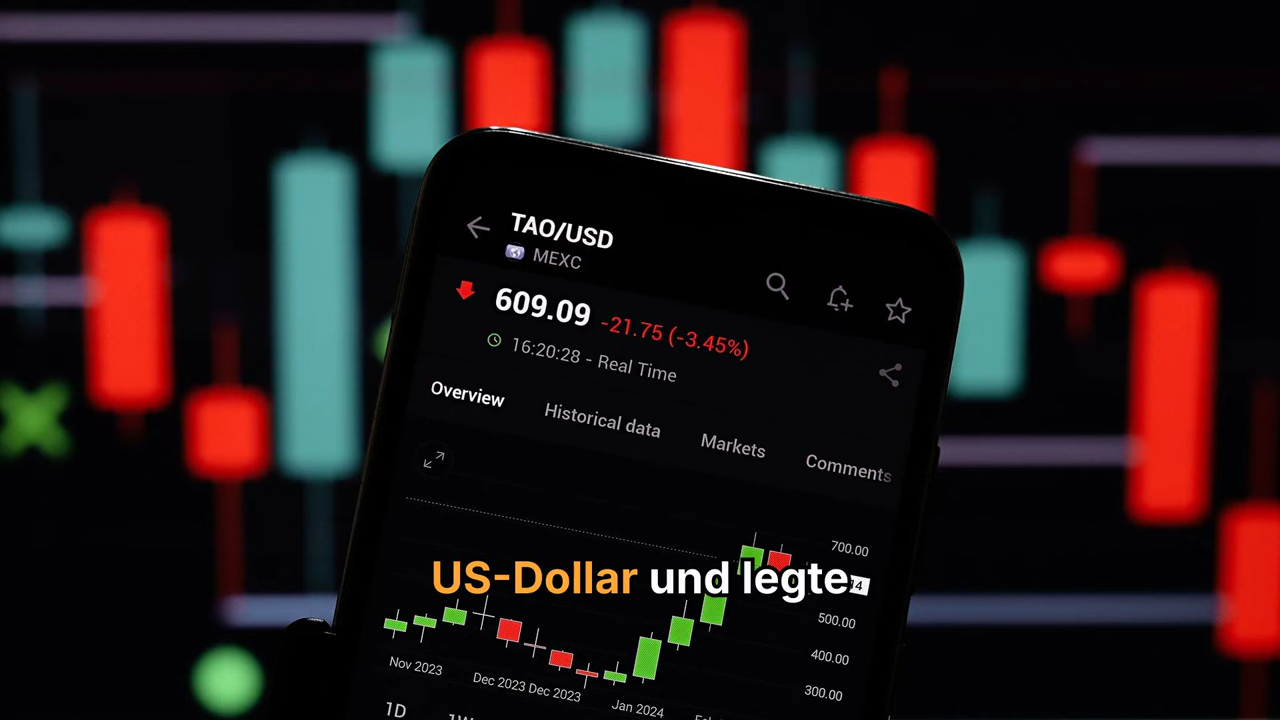 TAO/USD
MEXC
609.09 -21.75 (-3.45%)
16:20:28 - Real Time
Overview Historical data Markets Comments
700.00
US-Dollar und legte
500.00
400.00
300.00
Nov 2023 Dec 2023 Dec 2023 Jan 2024
1D